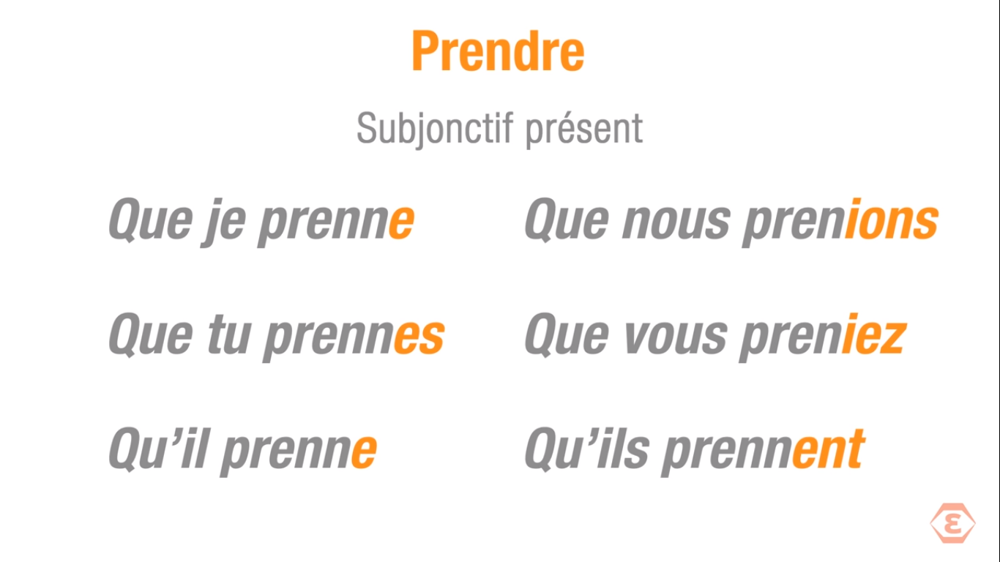 Prendre
Subjonctif présent
Que je prenne
Que tu prennes
Qu’il prenne
Que nous prenions
Que vous preniez
Qu’ils prennent